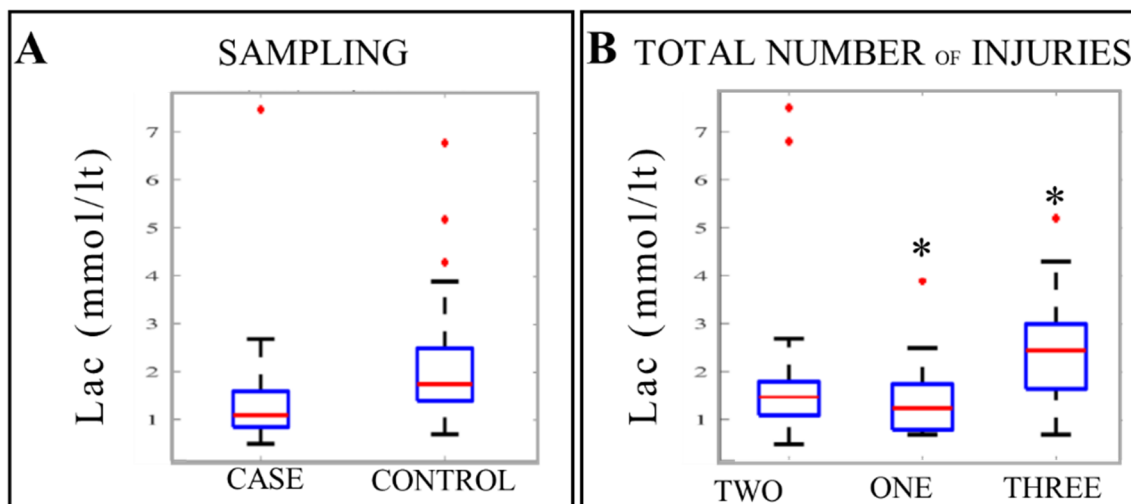 A SAMPLING
Lac (mmol/lt)
7
6
5
4
3
2
1
CASE CONTROL
B TOTAL NUMBER OF INJURIES
Lac (mmol/lt)
7
6
5
4
3
2
1
*
*
TWO ONE THREE